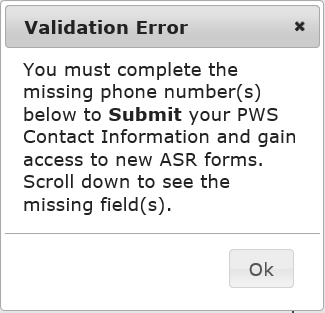 Validation Error
You must complete the
missing phone number(s)
below to Submit your PWS
Contact Information and gain
access to new ASR forms.
Scroll down to see the
missing field(s).
Ok